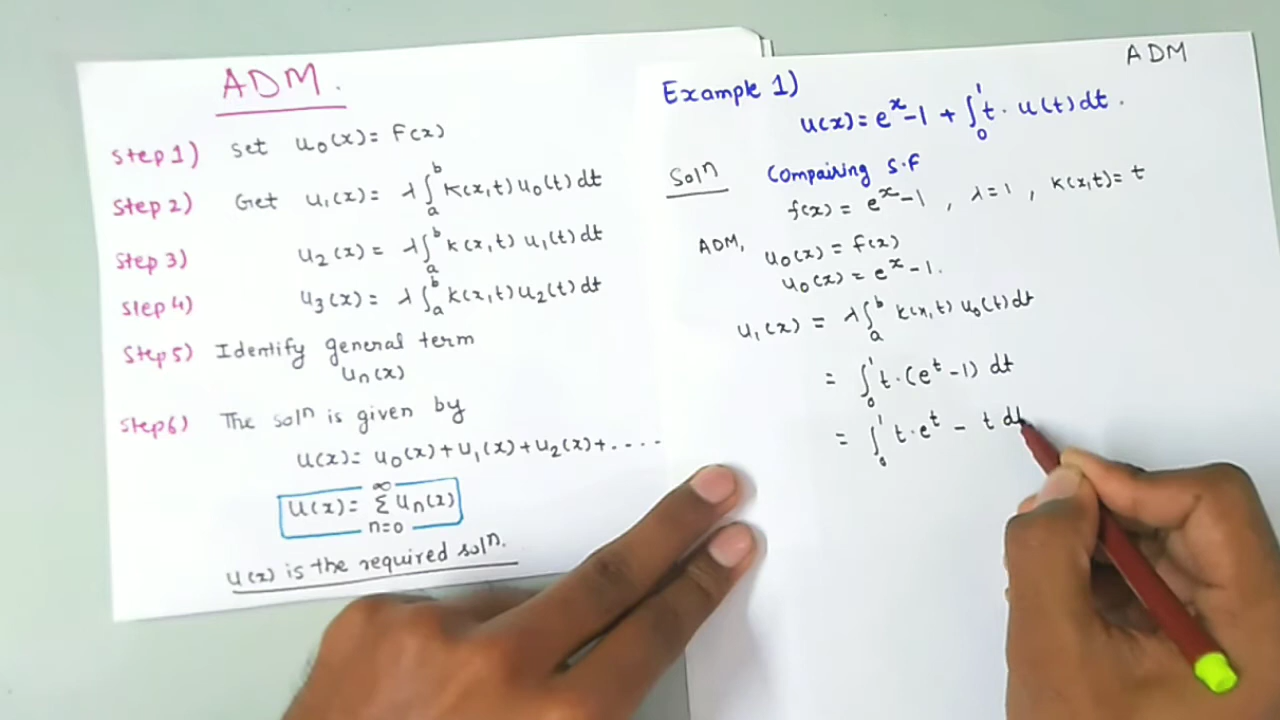 ADM.
Step 1) set u₀(x) = F(x)
Step 2) Get u₁(x) = λ∫ₐᵇ K(x,t) u₀(t) dt
Step 3) u₂(x) = λ∫ₐᵇ K(x,t) u₁(t) dt
Step 4) u₃(x) = λ∫ₐᵇ K(x,t) u₂(t) dt
Step 5) Identify general term
uₙ(x)
Step 6) The solⁿ is given by
u(x) = u₀(x) + u₁(x) + u₂(x) + ....
u(x) = ∞Σn=0 uₙ(x)
u(x) is the required solⁿ.
ADM
Example 1)
u(x) = eˣ-1 + ∫₀¹ t. u(t) dt.
Solⁿ Compairing S.F
f(x) = eˣ-1 , λ=1 , K(x,t) = t
ADM, u₀(x) = f(x)
u₀(x) = eˣ-1.
u₁(x) = λ∫ₐᵇ K(x,t) u₀(t) dt
= ∫₀¹ t.(eᵗ-1) dt
= ∫₀¹ t.eᵗ - t dt